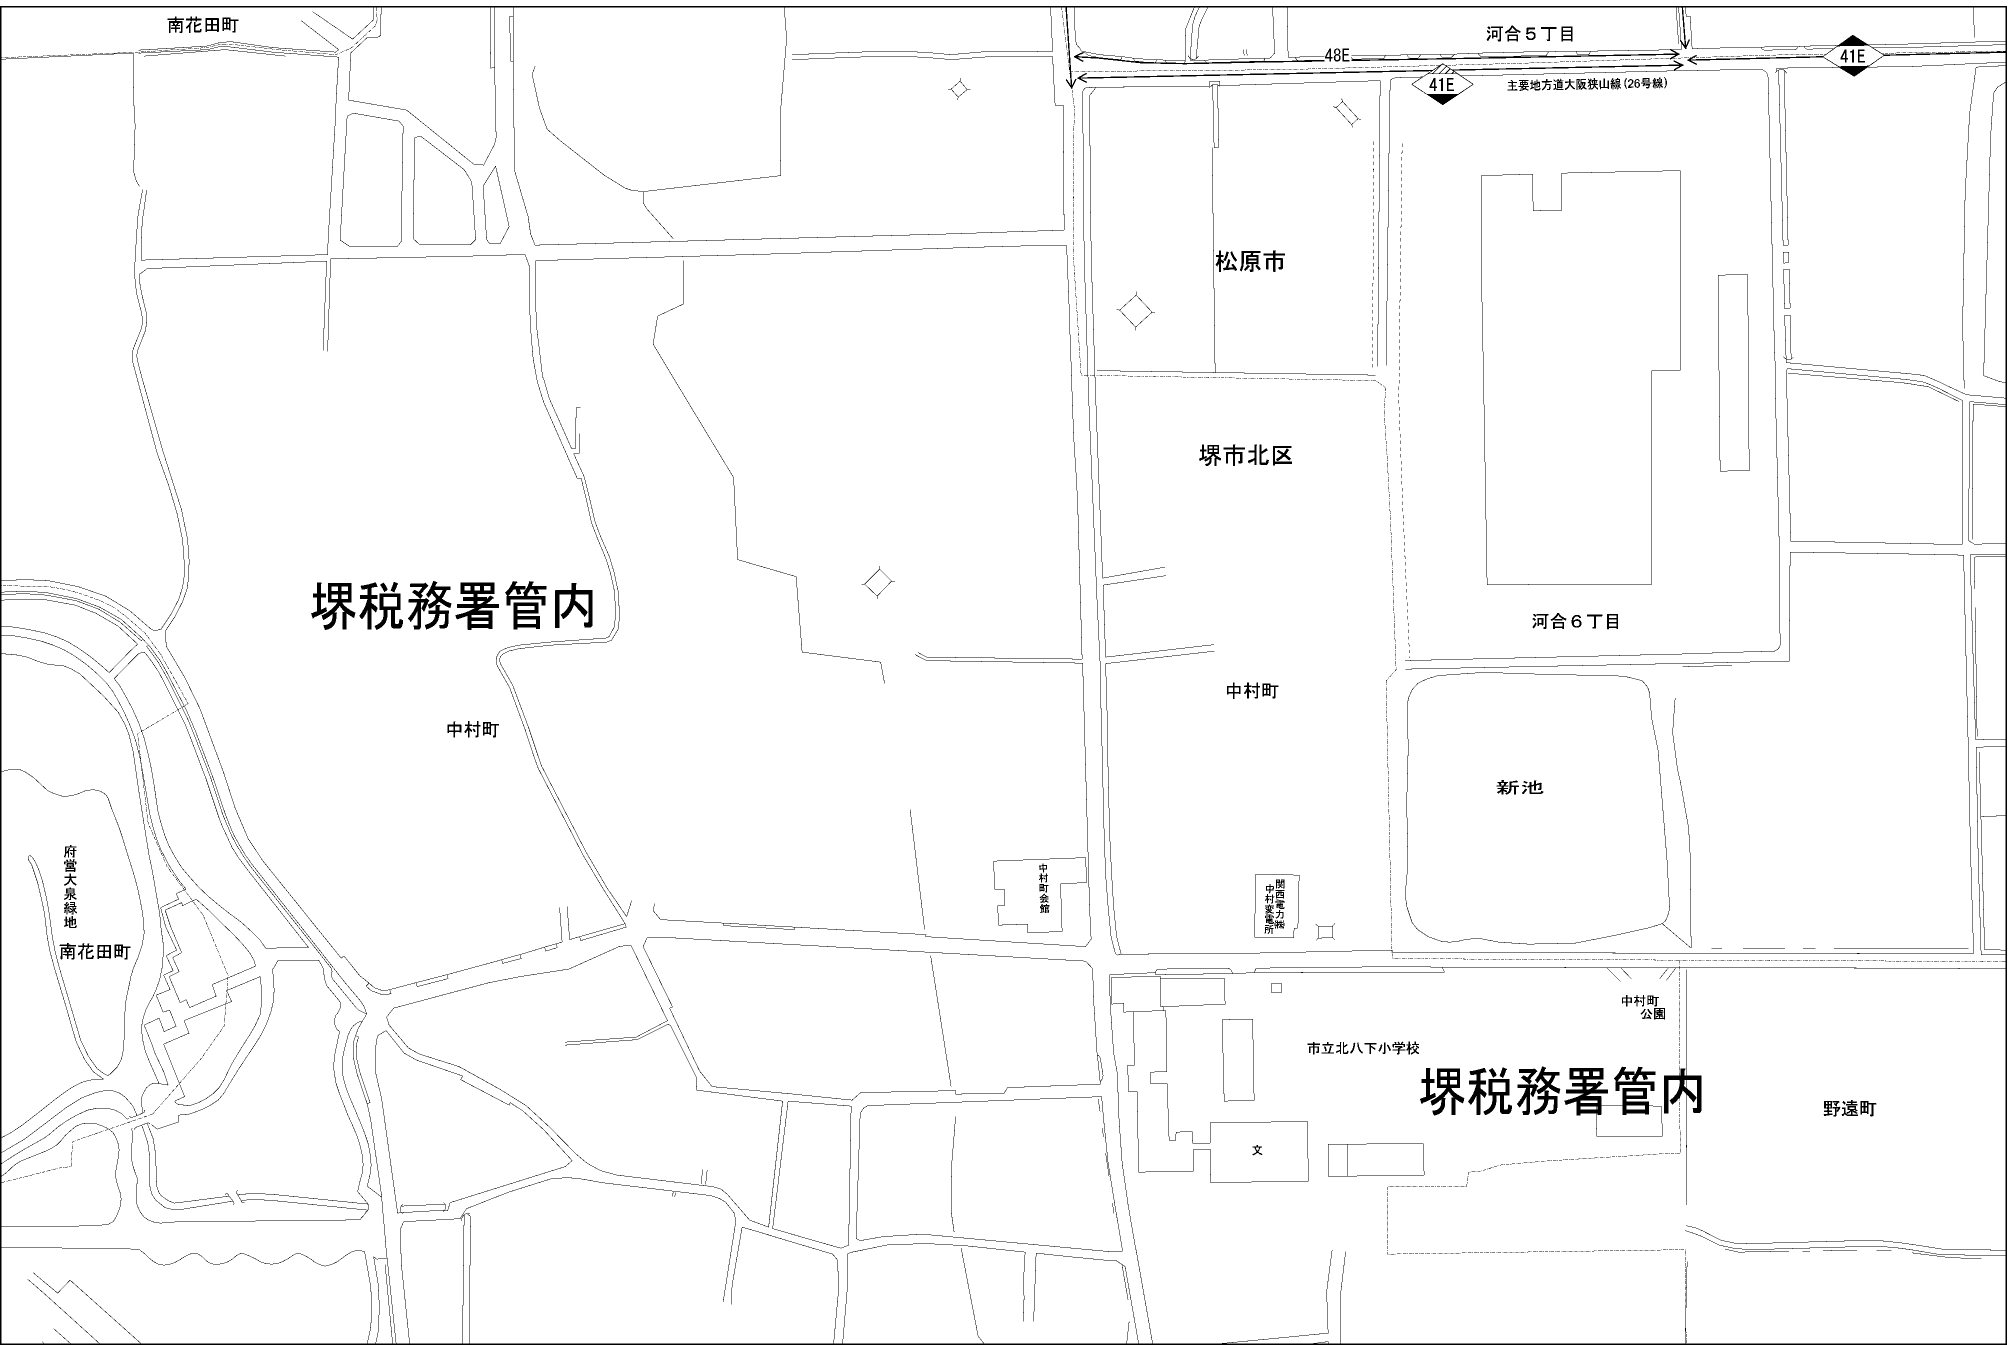 南花田町
河合５丁目
48E
41E
41E
主要地方道大阪狭山線(26号線)
松原市
堺市北区
堺税務署管内
河合６丁目
中村町
中村町
新池
府営大泉緑地
中村町会館
関西電力㈱
中村変電所
南花田町
中村町
公園
市立北八下小学校
堺税務署管内
野遠町
文